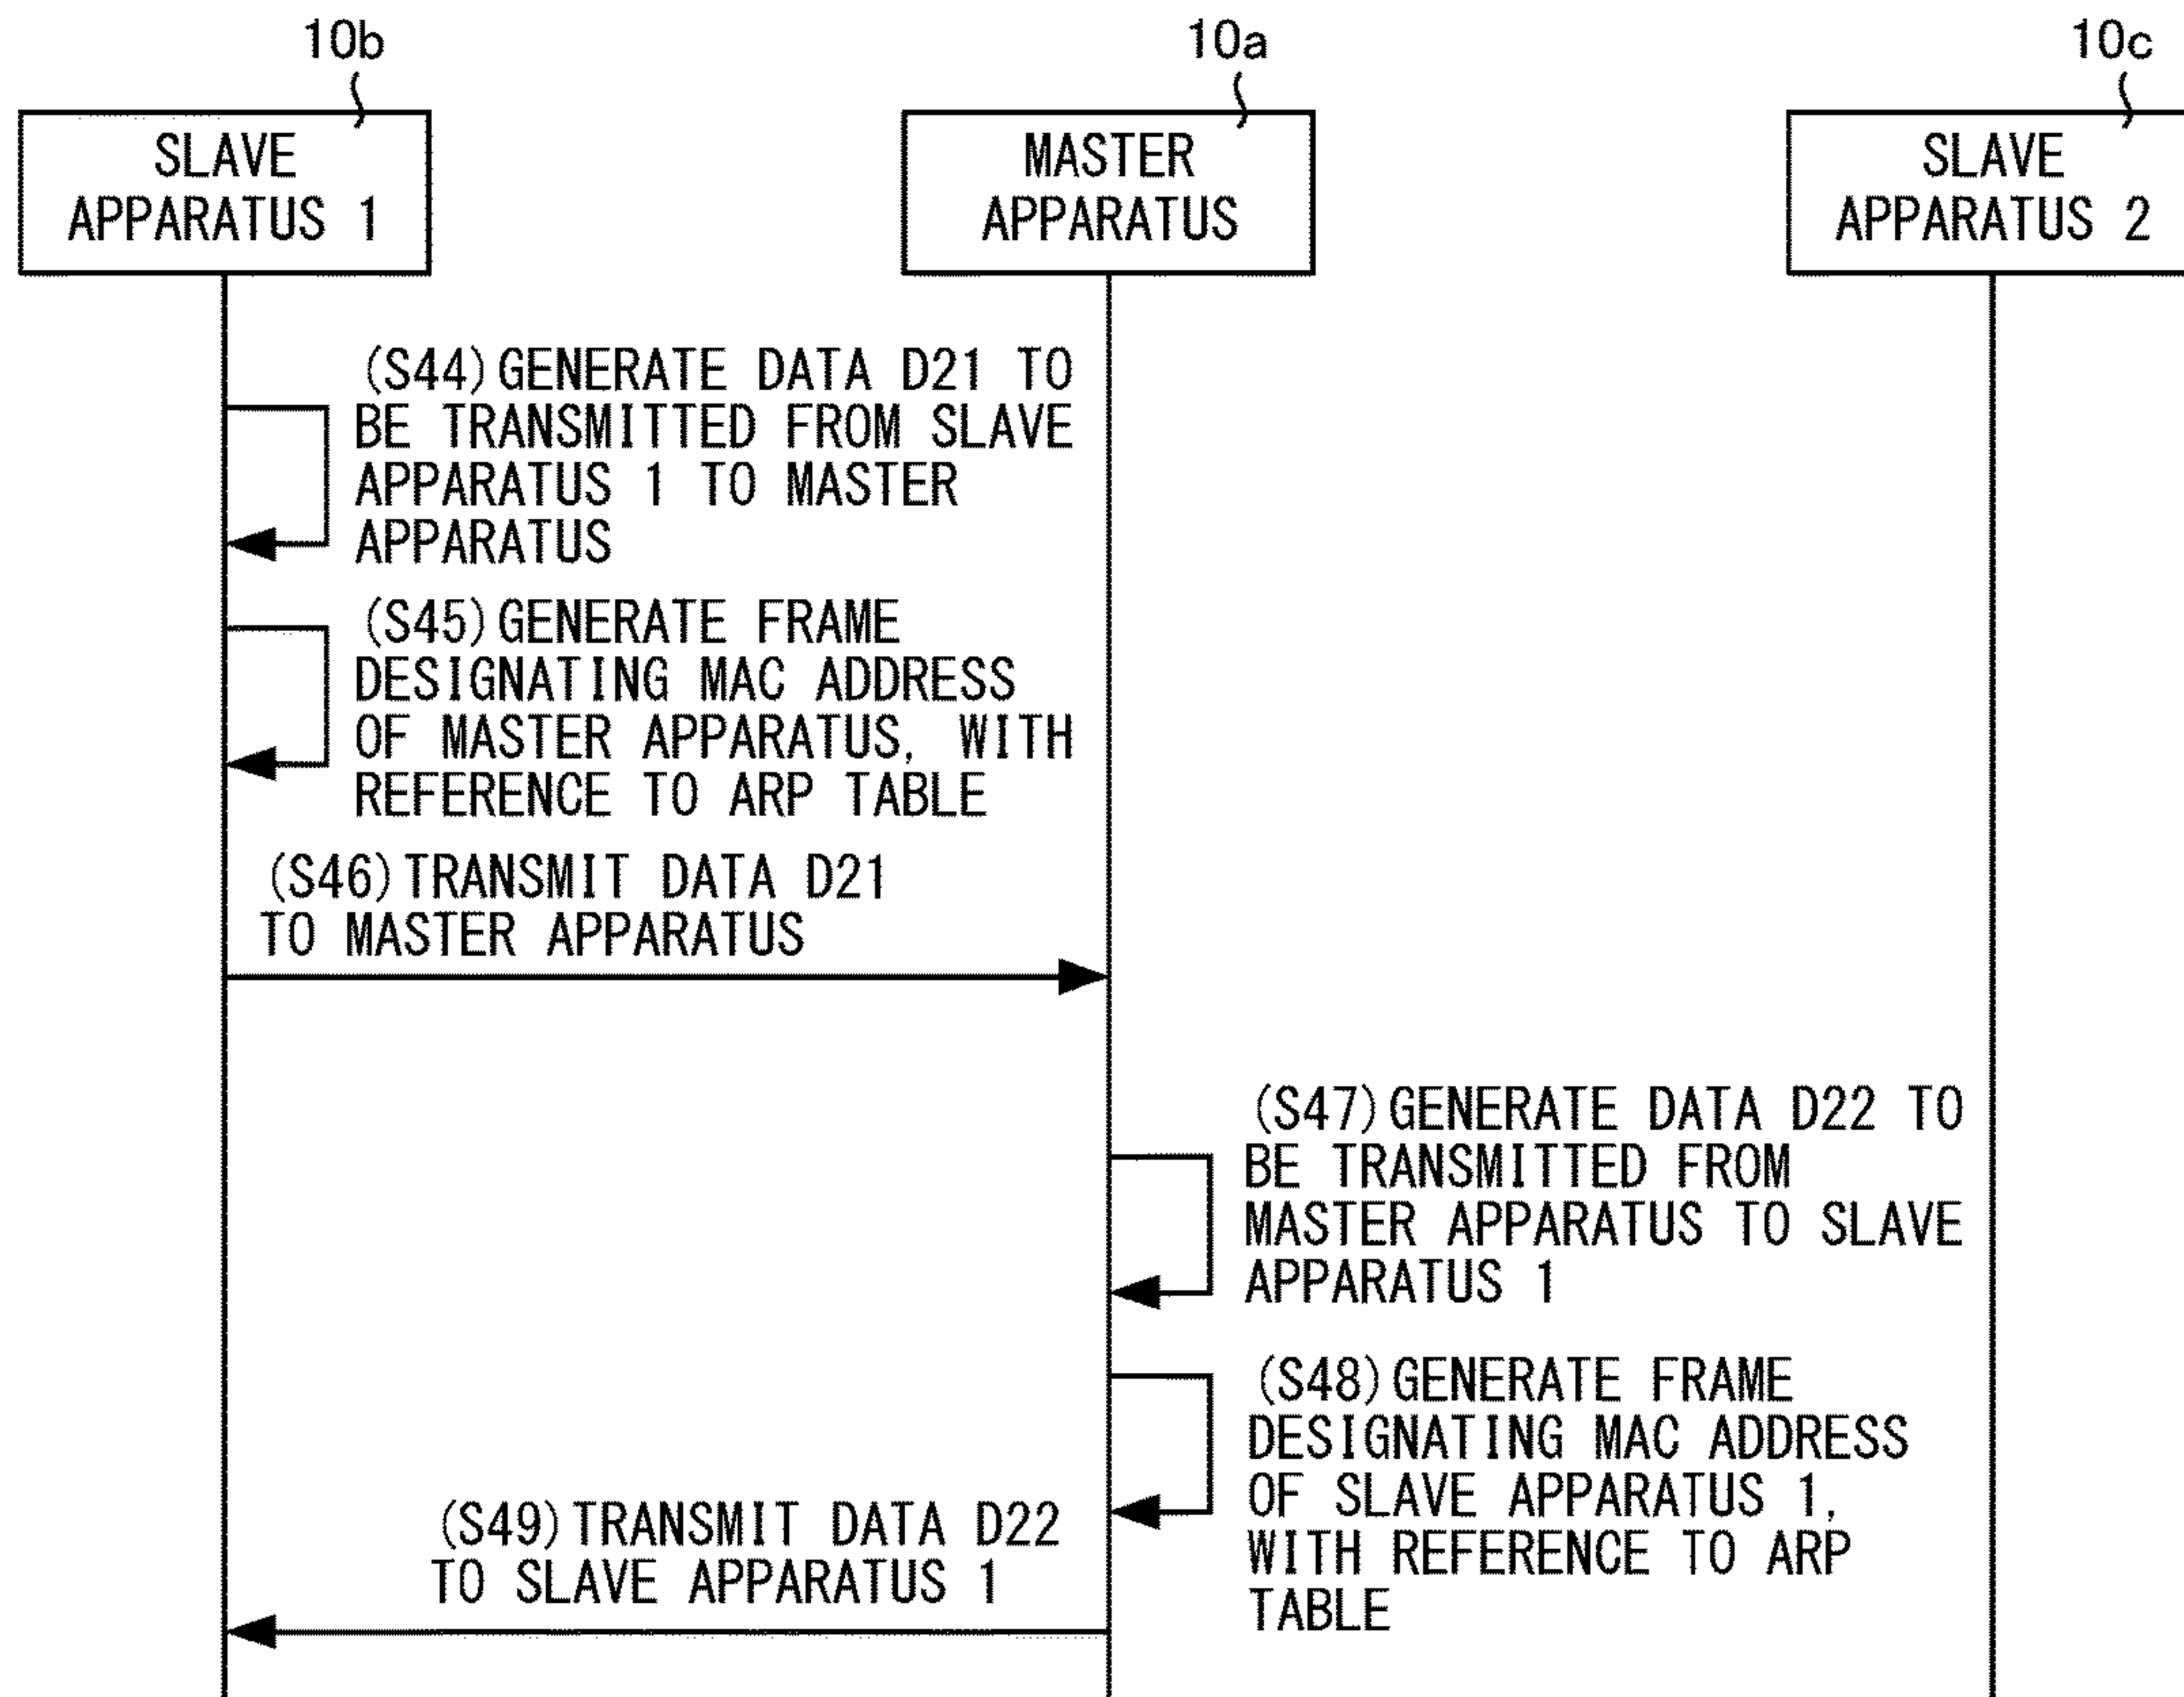 10b
10a
10c
SLAVE
APPARATUS 1
MASTER
APPARATUS
SLAVE
APPARATUS 2
(S44) GENERATE DATA D21 TO
BE TRANSMITTED FROM SLAVE
APPARATUS 1 TO MASTER
APPARATUS
(S45) GENERATE FRAME
DESIGNATING MAC ADDRESS
OF MASTER APPARATUS, WITH
REFERENCE TO ARP TABLE
(S46) TRANSMIT DATA D21
TO MASTER APPARATUS
(S47) GENERATE DATA D22 TO
BE TRANSMITTED FROM
MASTER APPARATUS TO SLAVE
APPARATUS 1
(S48) GENERATE FRAME
DESIGNATING MAC ADDRESS
OF SLAVE APPARATUS 1,
WITH REFERENCE TO ARP
TABLE
(S49) TRANSMIT DATA D22
TO SLAVE APPARATUS 1